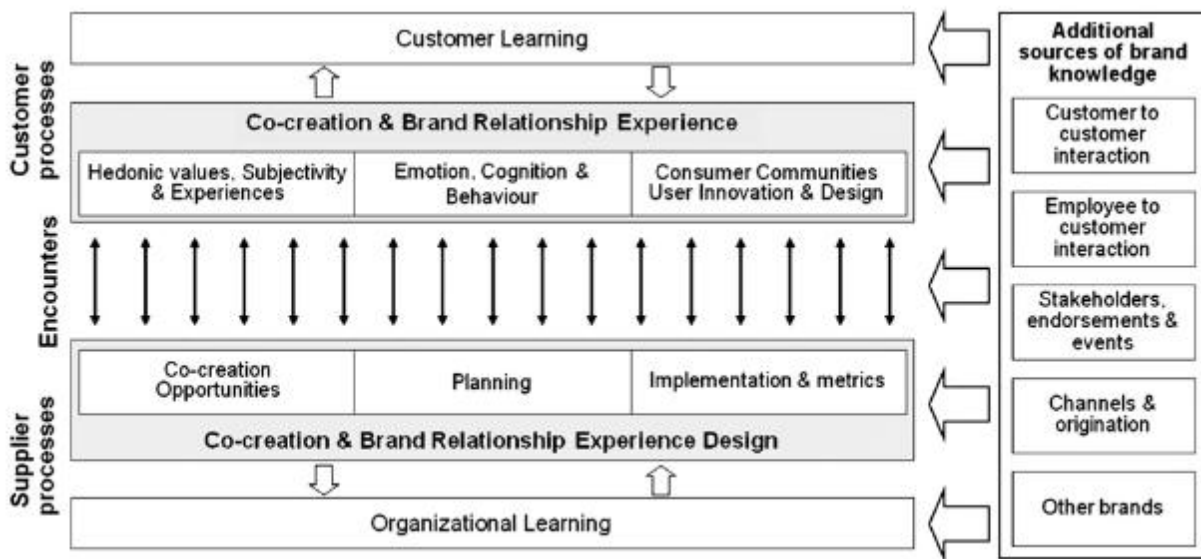 Customer processes
Encounters
Supplier processes
Customer Learning
Co-creation & Brand Relationship Experience
Hedonic values, Subjectivity
& Experiences
Emotion, Cognition &
Behaviour
Consumer Communities
User Innovation & Design
Co-creation
Opportunities
Planning
Implementation & metrics
Co-creation & Brand Relationship Experience Design
Organizational Learning
Additional
sources of brand
knowledge
Customer to
customer
interaction
Employee to
customer
interaction
Stakeholders,
endorsements &
events
Channels &
origination
Other brands